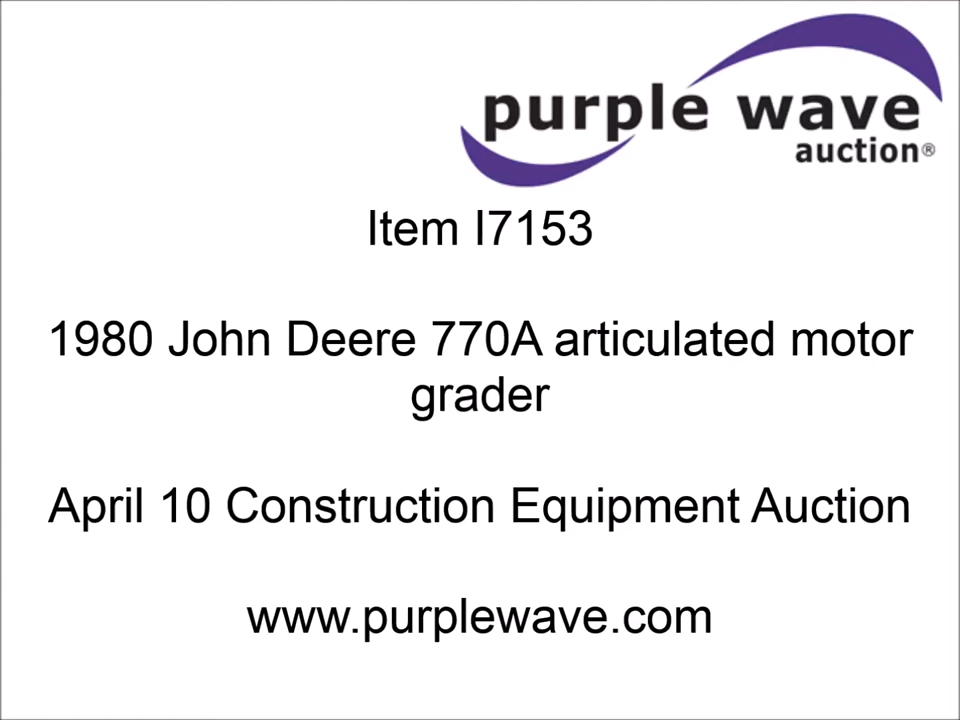 purple wave
auction®
Item I7153
1980 John Deere 770A articulated motor
grader
April 10 Construction Equipment Auction
www.purplewave.com